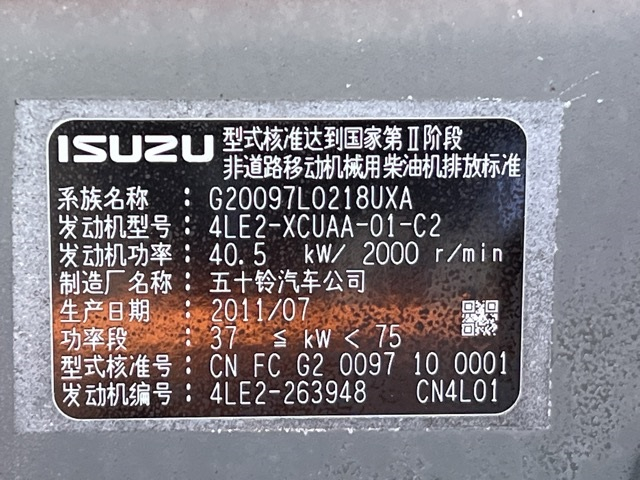 ISUZU 型式核准达到国家第Ⅱ阶段
非道路移动机械用柴油机排放标准
系族名称 : G20097L0218UXA
发动机型号: 4LE2-XCUAA-01-C2
发动机功率: 40.5 kW/ 2000 r/min
制造厂名称: 五十铃汽车公司
生产日期 : 2011/07
功率段 : 37 ≦ kW < 75
型式核准号: CN FC G2 0097 10 0001
发动机编号: 4LE2-263948 CN4L01